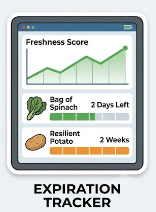 Freshness Score
Bag of
Spinach
2 Days Left
Resilient
Potato
2 Weeks
EXPIRATION
TRACKER